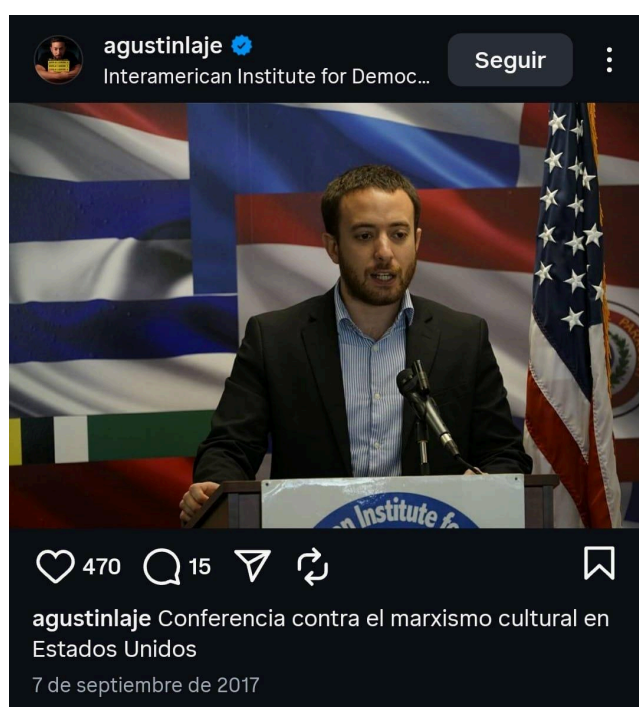 agustinlaje
Interamerican Institute for Democ...
Seguir
Institute fo
470
15
agustinlaje Conferencia contra el marxismo cultural en
Estados Unidos
7 de septiembre de 2017